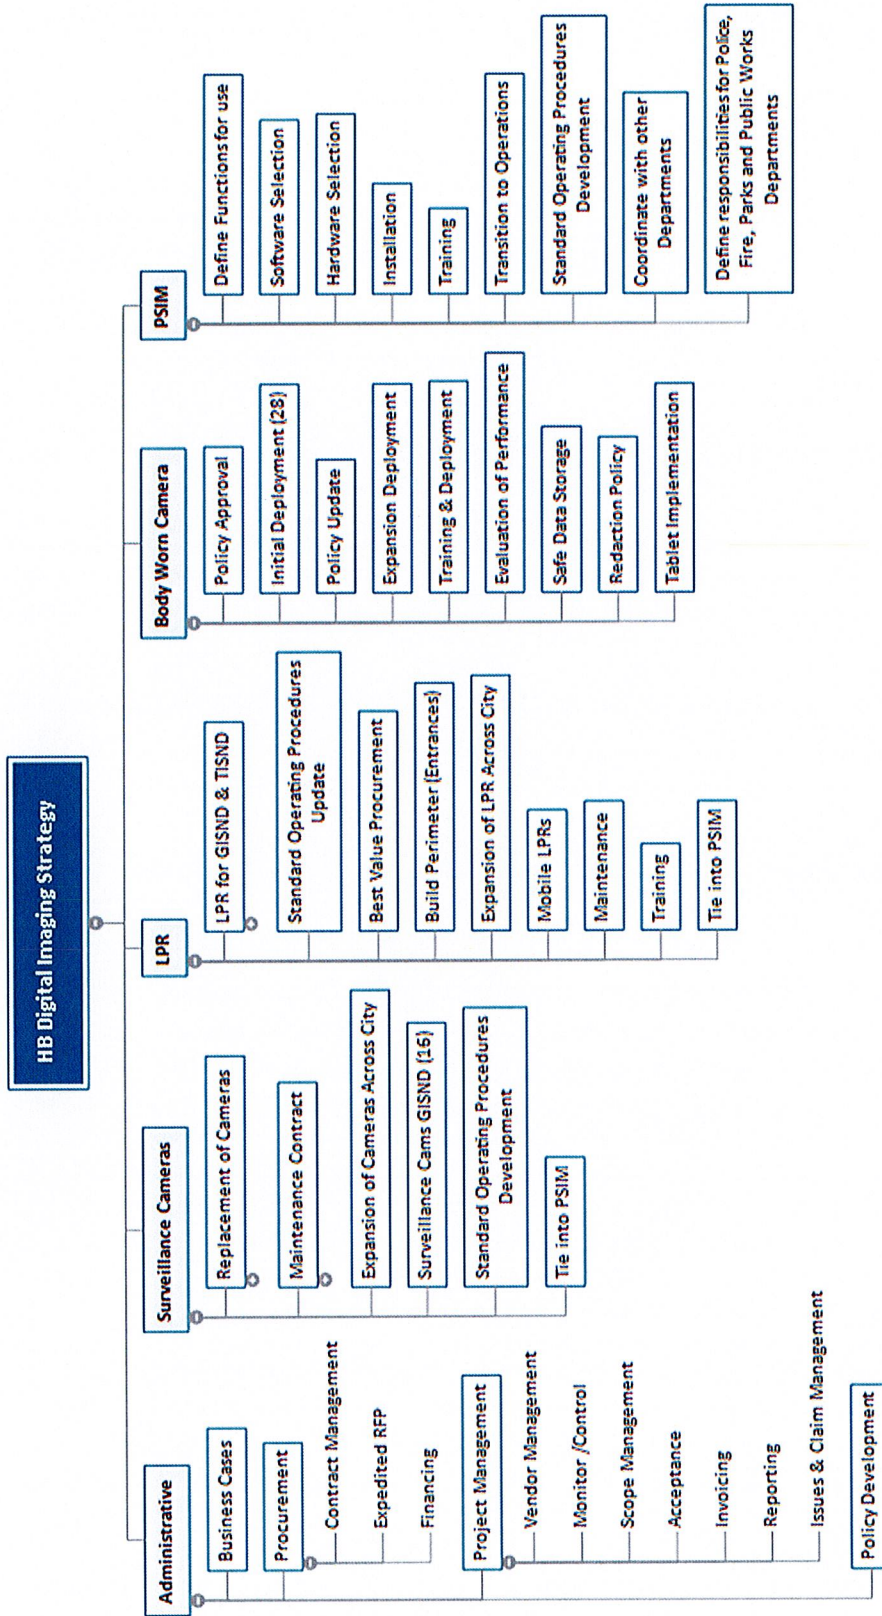 HB Digital Imaging Strategy
Administrative
Business Cases
Procurement
Contract Management
Expedited RFP
Financing
Project Management
Vendor Management
Monitor /Control
Scope Management
Acceptance
Invoicing
Reporting
Issues & Claim Management
Policy Development
Surveillance Cameras
Replacement of Cameras
Maintenance Contract
Expansion of Cameras Across City
Surveillance Cams GISND (16)
Standard Operating Procedures
Development
Tie into PSIM
LPR
LPR for GISND & TISND
Standard Operating Procedures
Update
Best Value Procurement
Build Perimeter (Entrances)
Expansion of LPR Across City
Mobile LPRs
Maintenance
Training
Tie into PSIM
Body Worn Camera
Policy Approval
Initial Deployment (28)
Policy Update
Expansion Deployment
Training & Deployment
Evaluation of Performance
Safe Data Storage
Redaction Policy
Tablet Implementation
PSIM
Define Functions for use
Software Selection
Hardware Selection
Installation
Training
Transition to Operations
Standard Operating Procedures
Development
Coordinate with other
Departments
Define responsibilities for Police,
Fire, Parks and Public Works
Departments